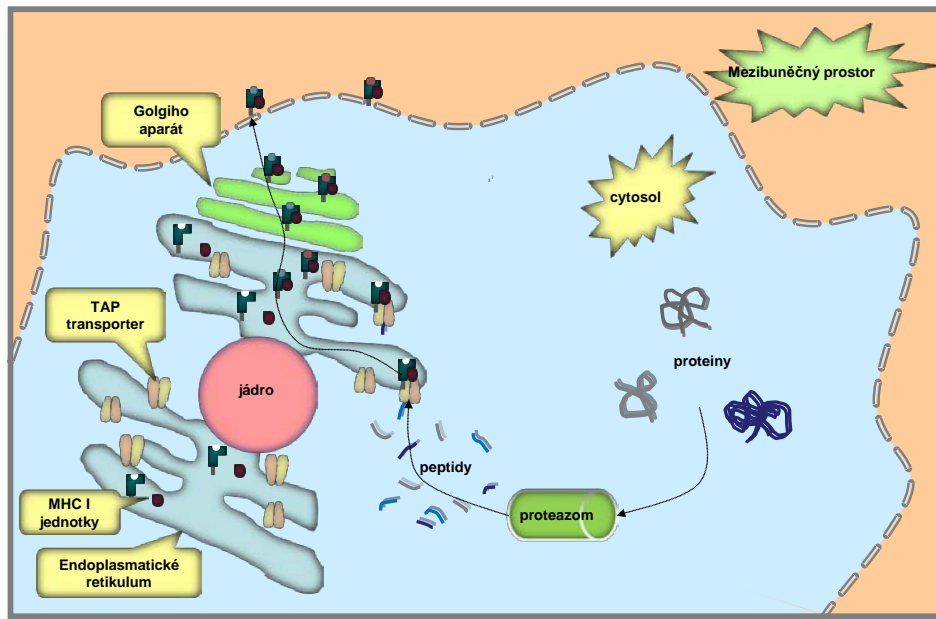 Mezibuněčný prostor
Golgiho
aparát
cytosol
TAP
transporter
proteiny
jádro
peptidy
MHC I
jednotky
proteazom
Endoplasmatické
retikulum